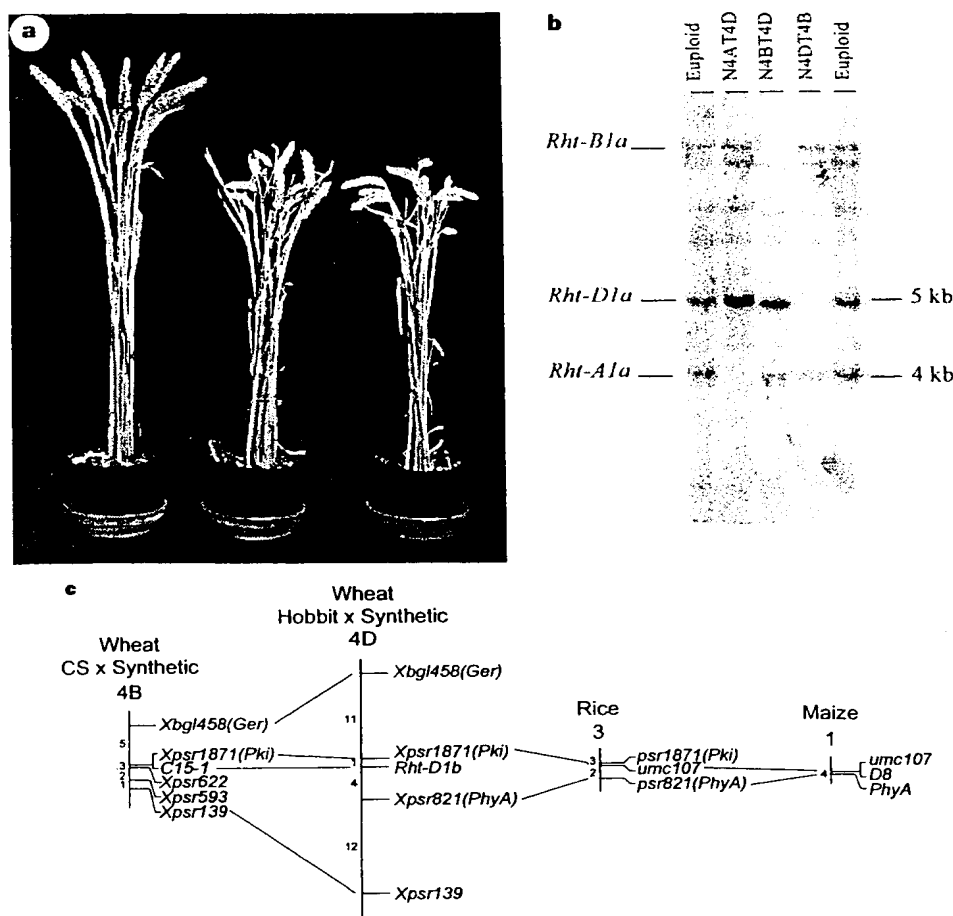 a
b
Euploid
N4AT4D
N4BT4D
N4DT4B
Euploid
Rht-B1a
Rht-D1a
5 kb
Rht-A1a
4 kb
c
Wheat
CS x Synthetic
4B
Xbgl458(Ger)
5
Xpsr1871(Pki)
3
C15-1
2
Xpsr622
1
Xpsr593
Xpsr139
Wheat
Hobbit x Synthetic
4D
Xbgl458(Ger)
11
Xpsr1871(Pki)
1
Rht-D1b
4
Xpsr821(PhyA)
12
Xpsr139
Rice
3
3
psr1871(Pki)
umc107
2
psr821(PhyA)
Maize
1
umc107
4
D8
PhyA